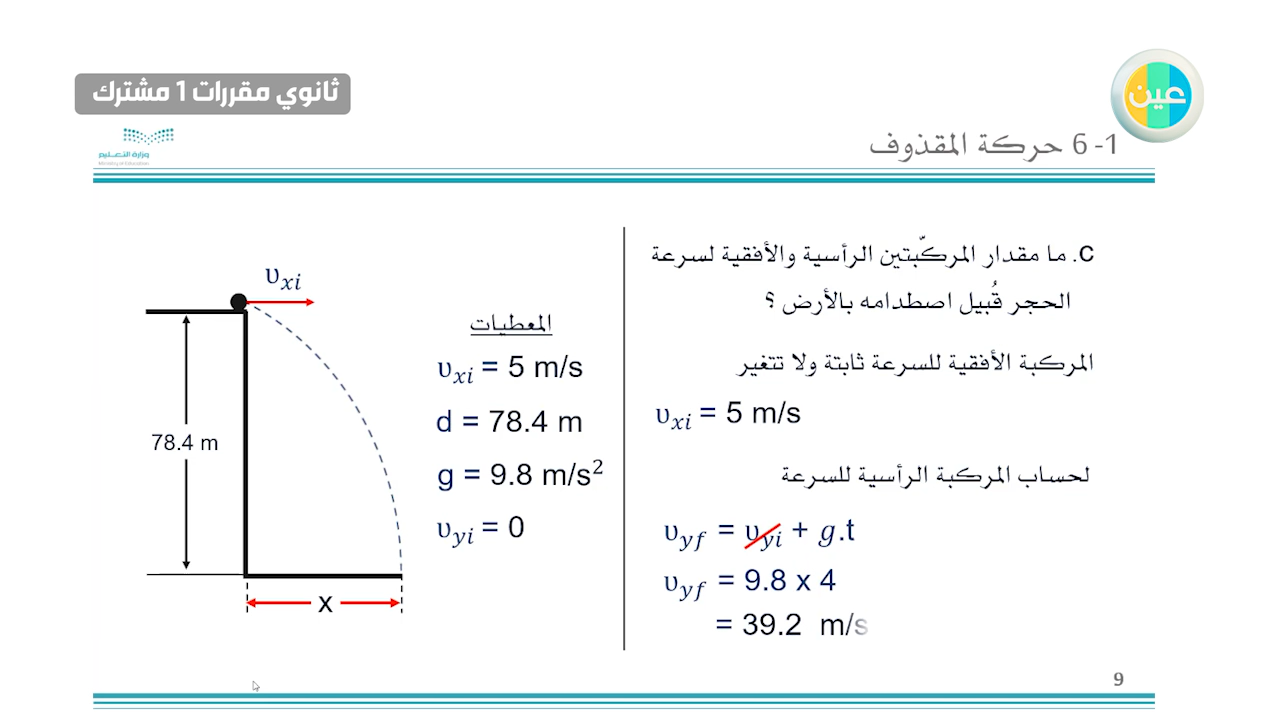 ثانوي مقررات 1 مشترك
عين
وزارة التعليم
Ministry of Education
6 -1 حركة المقذوف
c. ما مقدار المركّبتين الرأسية والأفقية لسرعة
الحجر قُبيل اصطدامه بالأرض ؟
المركبة الأفقية للسرعة ثابتة ولا تتغير
υxi = 5 m/s
لحساب المركبة الرأسية للسرعة
υyf = υyi + g.t
υyf = 9.8 x 4
= 39.2 m/s
المعطيات
υxi = 5 m/s
d = 78.4 m
g = 9.8 m/s²
υyi = 0
υxi
78.4 m
x
9